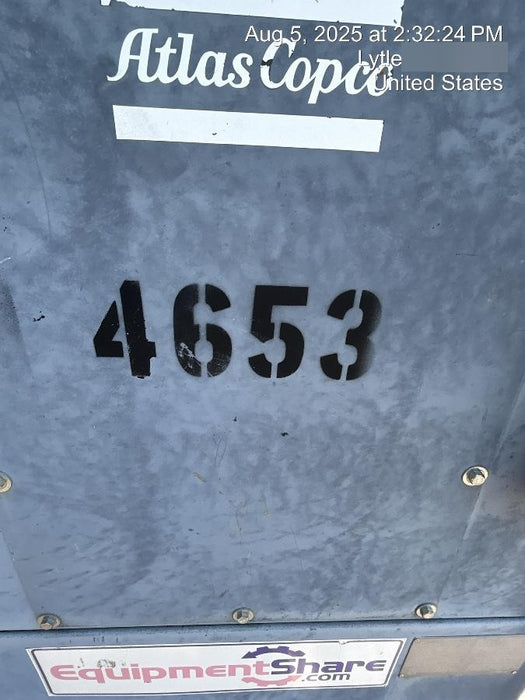 Aug 5, 2025 at 2:32:24 PM
Lytle
United States
Atlas Copco
4653
EquipmentShare
.com